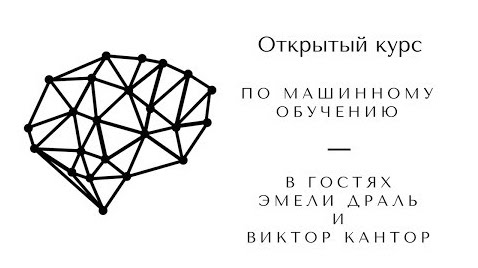 Открытый курс
ПО МАШИННОМУ
ОБУЧЕНИЮ
—
В ГОСТЯХ
ЭМЕЛИ ДРАЛЬ
И
ВИКТОР КАНТОР